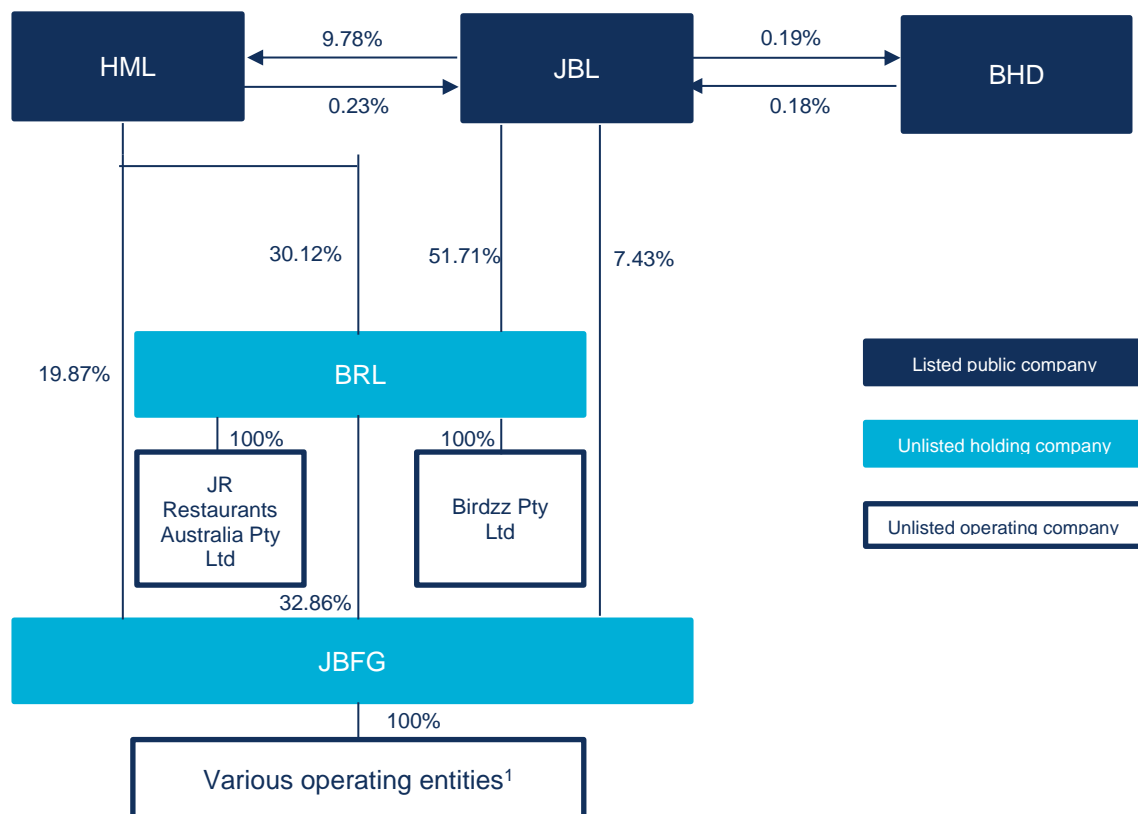 HML
9.78%
0.23%
JBL
0.19%
0.18%
BHD
30.12%
51.71%
7.43%
19.87%
BRL
Listed public company
Unlisted holding company
Unlisted operating company
100%
100%
JR
Restaurants
Australia Pty
Ltd
Birdzz Pty
Ltd
32.86%
JBFG
100%
Various operating entities¹